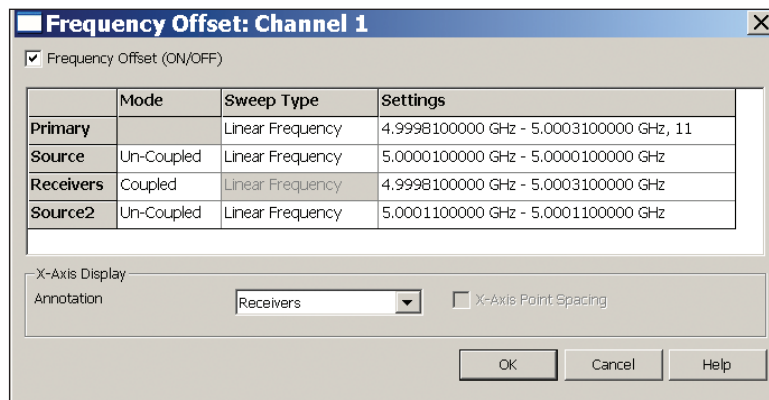 Frequency Offset: Channel 1
Frequency Offset (ON/OFF)
Mode Sweep Type Settings
Primary Linear Frequency 4.9998100000 GHz - 5.0003100000 GHz, 11
Source Un-Coupled Linear Frequency 5.0000100000 GHz - 5.0000100000 GHz
Receivers Coupled Linear Frequency 4.9998100000 GHz - 5.0003100000 GHz
Source2 Un-Coupled Linear Frequency 5.0001100000 GHz - 5.0001100000 GHz
X-Axis Display
Annotation Receivers X-Axis Point Spacing
OK Cancel Help